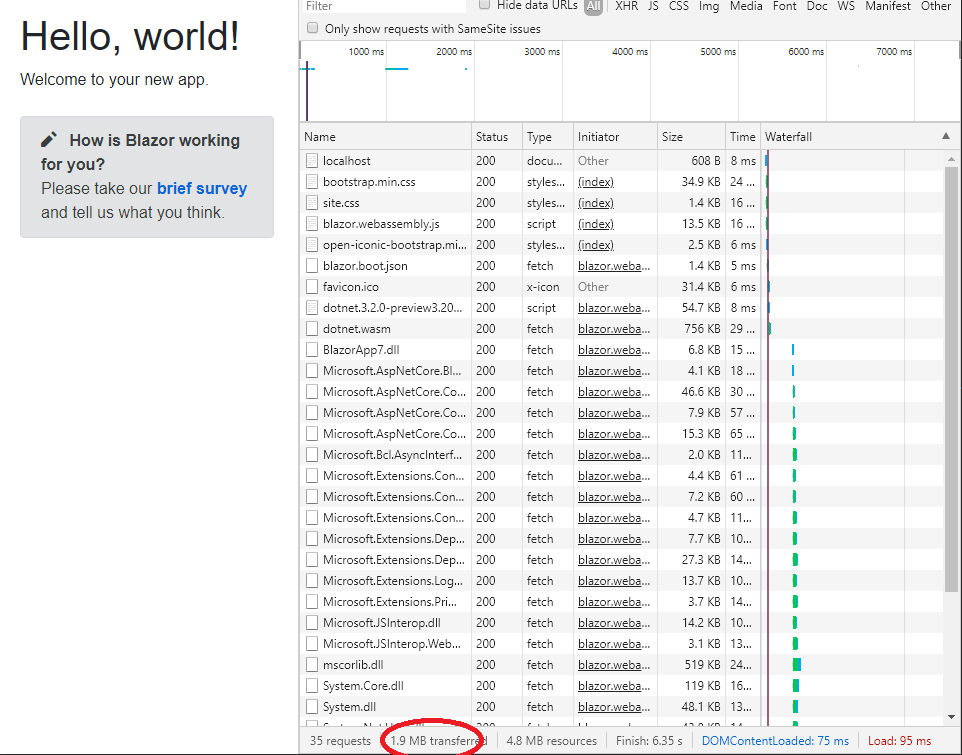 Hello, world!
Welcome to your new app.
How is Blazor working
for you?
Please take our brief survey
and tell us what you think.
Filter Hide data URLs All XHR JS CSS Img Media Font Doc WS Manifest Other
Only show requests with SameSite issues
1000 ms 2000 ms 3000 ms 4000 ms 5000 ms 6000 ms 7000 ms
Name Status Type Initiator Size Time Waterfall
localhost 200 docu... Other 608 B 8 ms
bootstrap.min.css 200 styles... (index) 34.9 KB 24 ...
site.css 200 styles... (index) 1.4 KB 16 ...
blazor.webassembly.js 200 script (index) 13.5 KB 16 ...
open-iconic-bootstrap.mi... 200 styles... (index) 2.5 KB 6 ms
blazor.boot.json 200 fetch blazor.weba... 1.4 KB 5 ms
favicon.ico 200 x-icon Other 31.4 KB 6 ms
dotnet.3.2.0-preview3.20... 200 script blazor.weba... 54.7 KB 8 ms
dotnet.wasm 200 fetch blazor.weba... 756 KB 29 ...
BlazorApp7.dll 200 fetch blazor.weba... 6.8 KB 15 ...
Microsoft.AspNetCore.Bl... 200 fetch blazor.weba... 4.1 KB 18 ...
Microsoft.AspNetCore.Co... 200 fetch blazor.weba... 46.6 KB 30 ...
Microsoft.AspNetCore.Co... 200 fetch blazor.weba... 7.9 KB 57 ...
Microsoft.AspNetCore.Co... 200 fetch blazor.weba... 15.3 KB 65 ...
Microsoft.Bcl.AsyncInterf... 200 fetch blazor.weba... 2.0 KB 11...
Microsoft.Extensions.Con... 200 fetch blazor.weba... 4.4 KB 61 ...
Microsoft.Extensions.Con... 200 fetch blazor.weba... 7.2 KB 60 ...
Microsoft.Extensions.Con... 200 fetch blazor.weba... 4.7 KB 11...
Microsoft.Extensions.Dep... 200 fetch blazor.weba... 7.7 KB 10...
Microsoft.Extensions.Dep... 200 fetch blazor.weba... 27.3 KB 14...
Microsoft.Extensions.Log... 200 fetch blazor.weba... 13.7 KB 10...
Microsoft.Extensions.Pri... 200 fetch blazor.weba... 3.7 KB 14...
Microsoft.JSInterop.dll 200 fetch blazor.weba... 14.2 KB 10...
Microsoft.JSInterop.Web... 200 fetch blazor.weba... 3.1 KB 13...
mscorlib.dll 200 fetch blazor.weba... 519 KB 24...
System.Core.dll 200 fetch blazor.weba... 119 KB 16...
System.dll 200 fetch blazor.weba... 48.1 KB 13...
35 requests 1.9 MB transferred 4.8 MB resources Finish: 6.35 s DOMContentLoaded: 75 ms Load: 95 ms